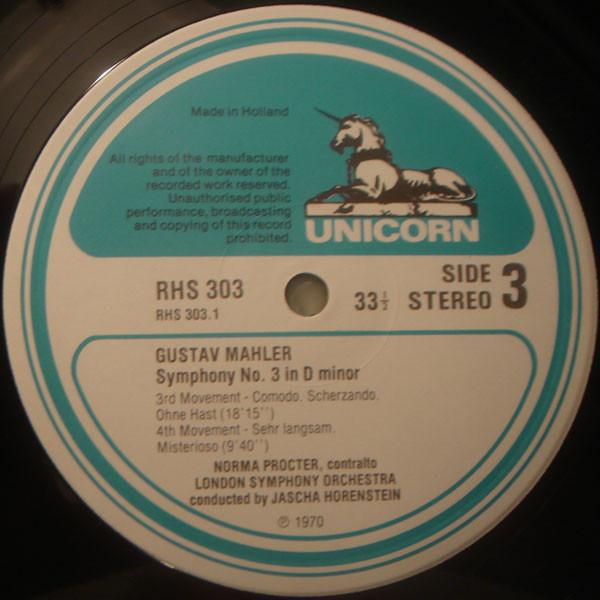 Made in Holland
All rights of the manufacturer
and of the owner of the
recorded work reserved.
Unauthorised public
performance, broadcasting
and copying of this record
prohibited.
UNICORN
RHS 303
RHS 303.1
33 1/3
SIDE 3
STEREO
GUSTAV MAHLER
Symphony No. 3 in D minor
3rd Movement - Comodo. Scherzando.
Ohne Hast (18'15'')
4th Movement - Sehr langsam.
Misterioso (9'40'')
NORMA PROCTER, contralto
LONDON SYMPHONY ORCHESTRA
conducted by JASCHA HORENSTEIN
℗ 1970